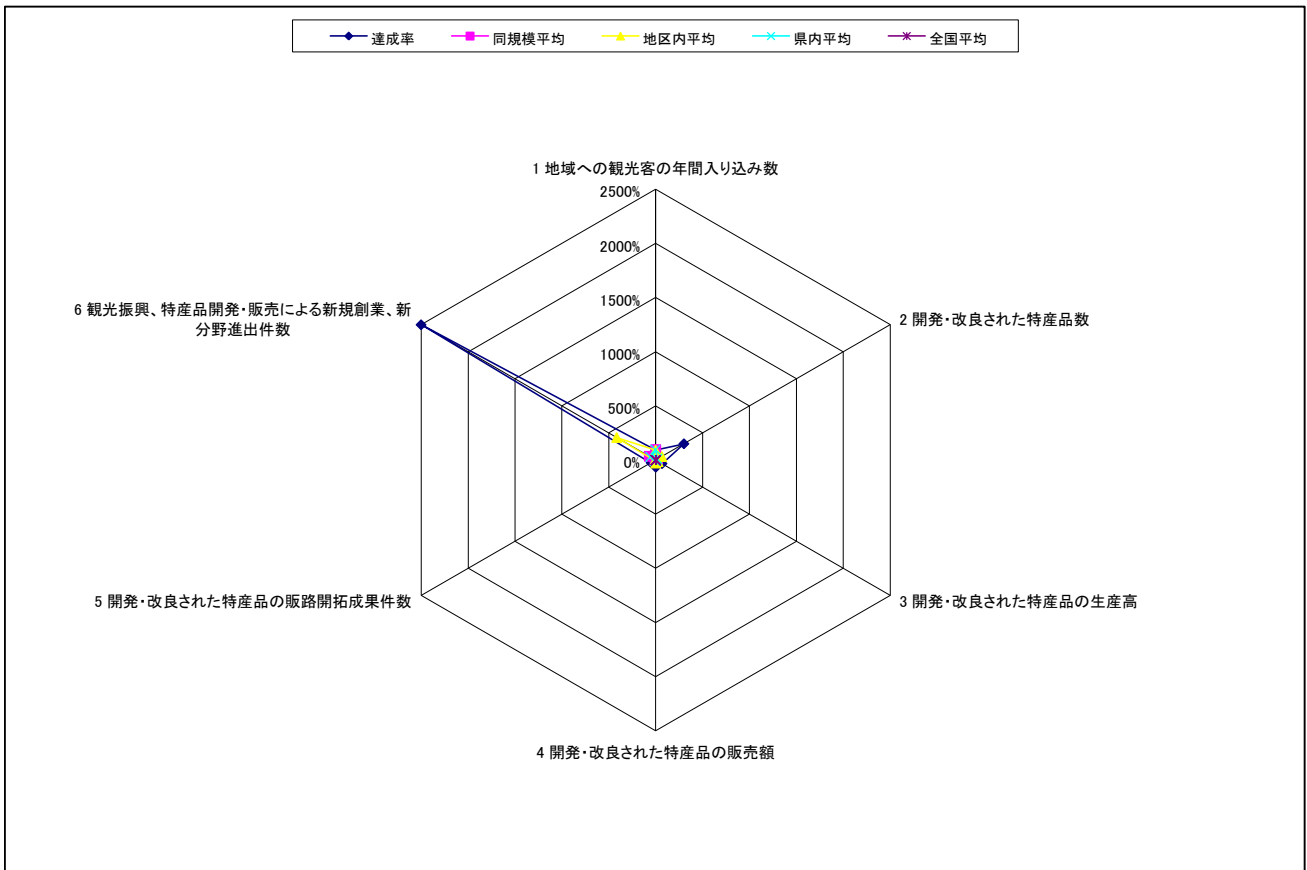 達成率 同規模平均 地区内平均 県内平均 全国平均
1 地域への観光客の年間入り込み数
2500%
2000%
1500%
1000%
500%
0%
2 開発・改良された特産品数
3 開発・改良された特産品の生産高
4 開発・改良された特産品の販売額
5 開発・改良された特産品の販路開拓成果件数
6 観光振興、特産品開発・販売による新規創業、新
分野進出件数